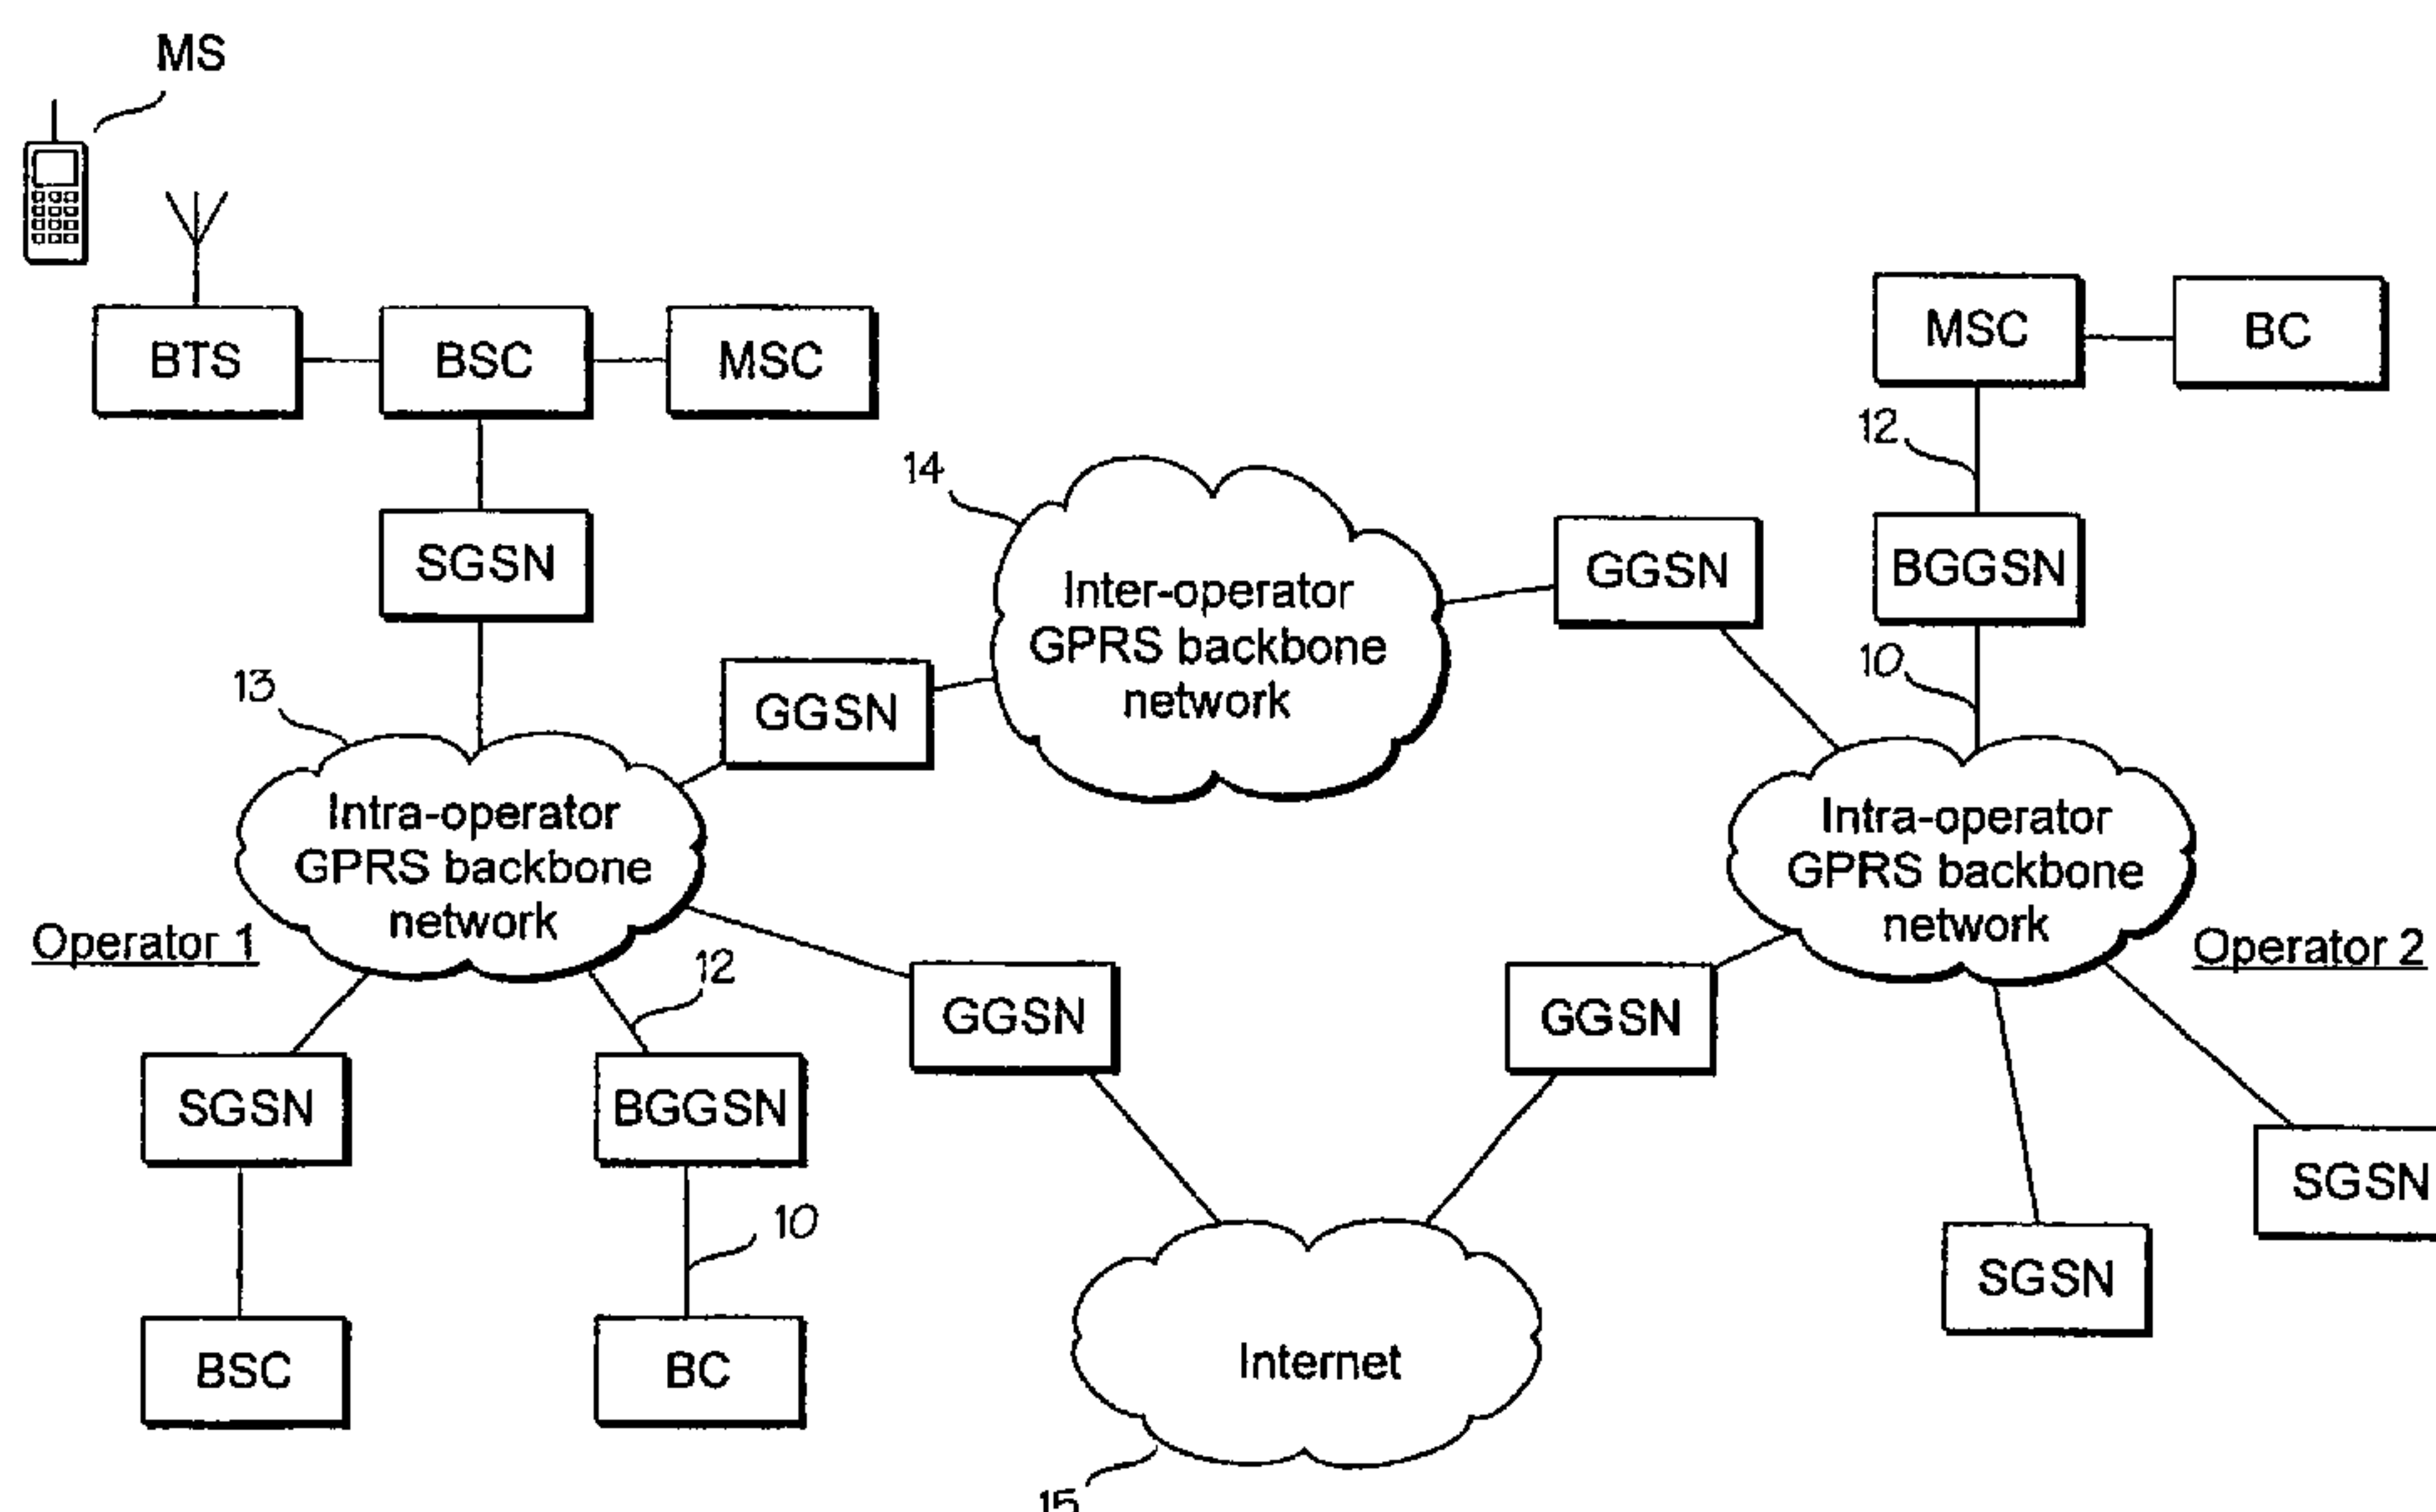 MS
BTS
BSC
MSC
MSC
BC
12
14
SGSN
Inter-operator
GPRS backbone
network
GGSN
BGGSN
10
13
GGSN
Intra-operator
GPRS backbone
network
Intra-operator
GPRS backbone
network
Operator 1
Operator 2
12
GGSN
GGSN
SGSN
BGGSN
SGSN
10
SGSN
BSC
BC
Internet
15